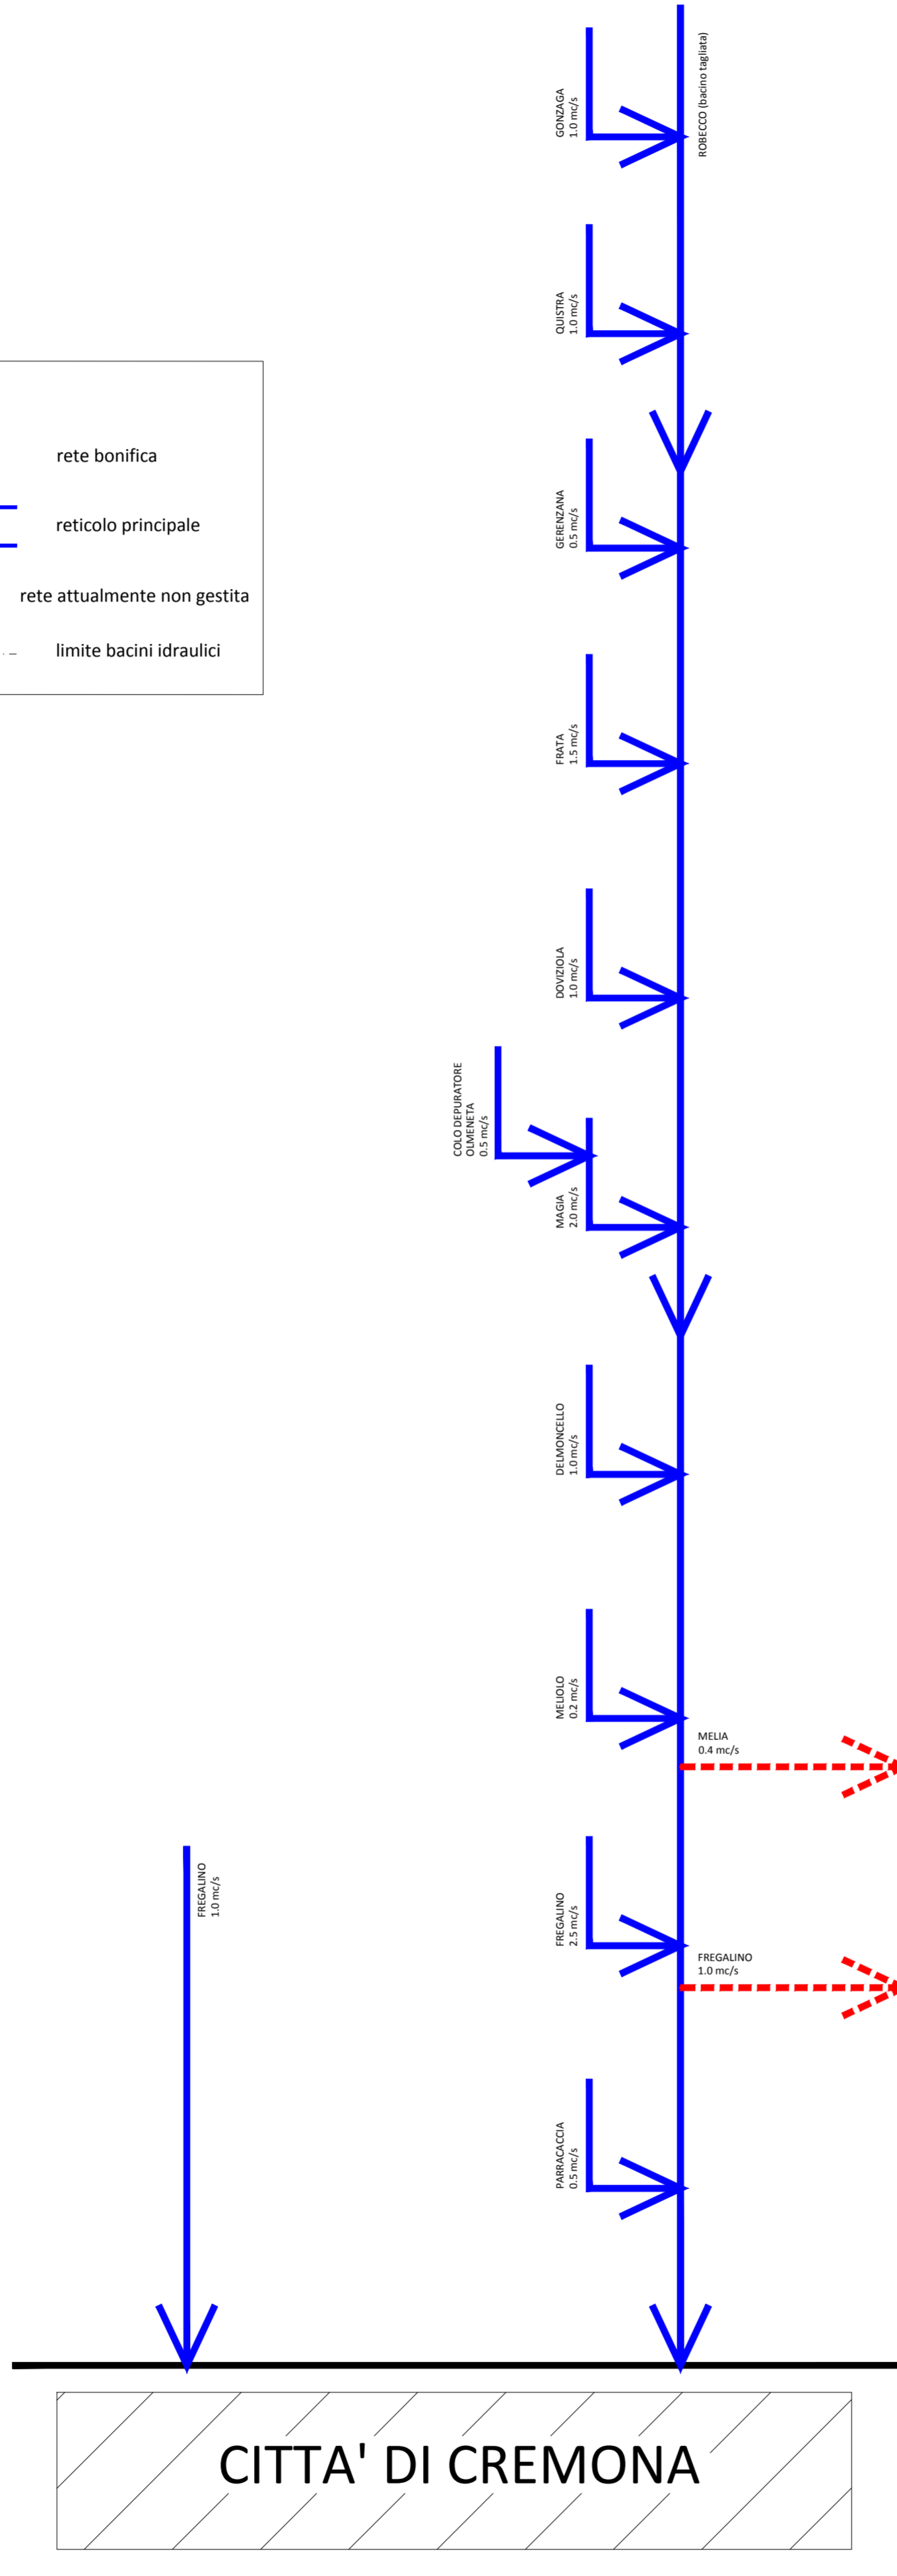 ROBECCO (bacino tagliata)
GONZAGA
1.0 mc/s
QUISTRA
1.0 mc/s
rete bonifica
reticolo principale
rete attualmente non gestita
limite bacini idraulici
GERENZANA
0.5 mc/s
FRATA
1.5 mc/s
DOVIZIOLA
1.0 mc/s
COLO DEPURATORE
OLMENETA
0.5 mc/s
MAGIA
2.0 mc/s
DELMONCELLO
1.0 mc/s
MELIOLO
0.2 mc/s
MELIA
0.4 mc/s
FREGALINO
1.0 mc/s
FREGALINO
2.5 mc/s
FREGALINO
1.0 mc/s
PARRACACCIA
0.5 mc/s
CITTA' DI CREMONA